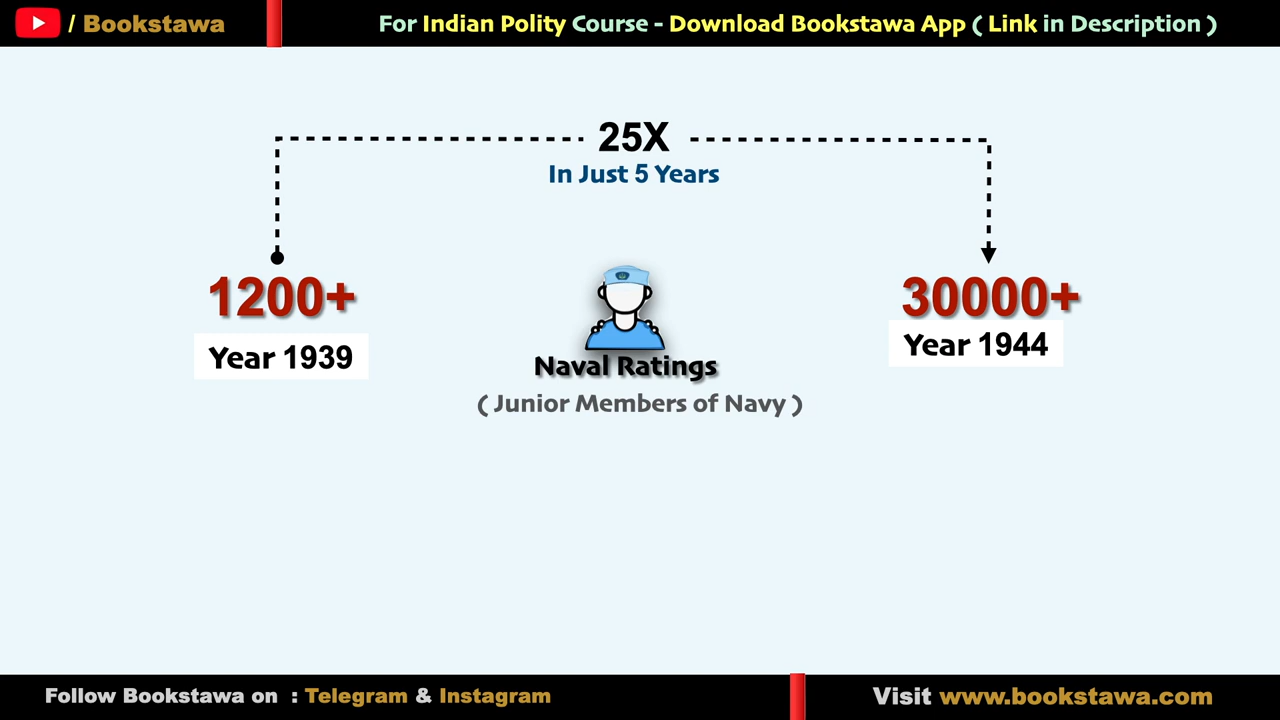 / Bookstawa
For Indian Polity Course - Download Bookstawa App ( Link in Description )
25X
In Just 5 Years
1200+
30000+
Year 1939
Year 1944
Naval Ratings
( Junior Members of Navy )
Follow Bookstawa on : Telegram & Instagram
Visit www.bookstawa.com